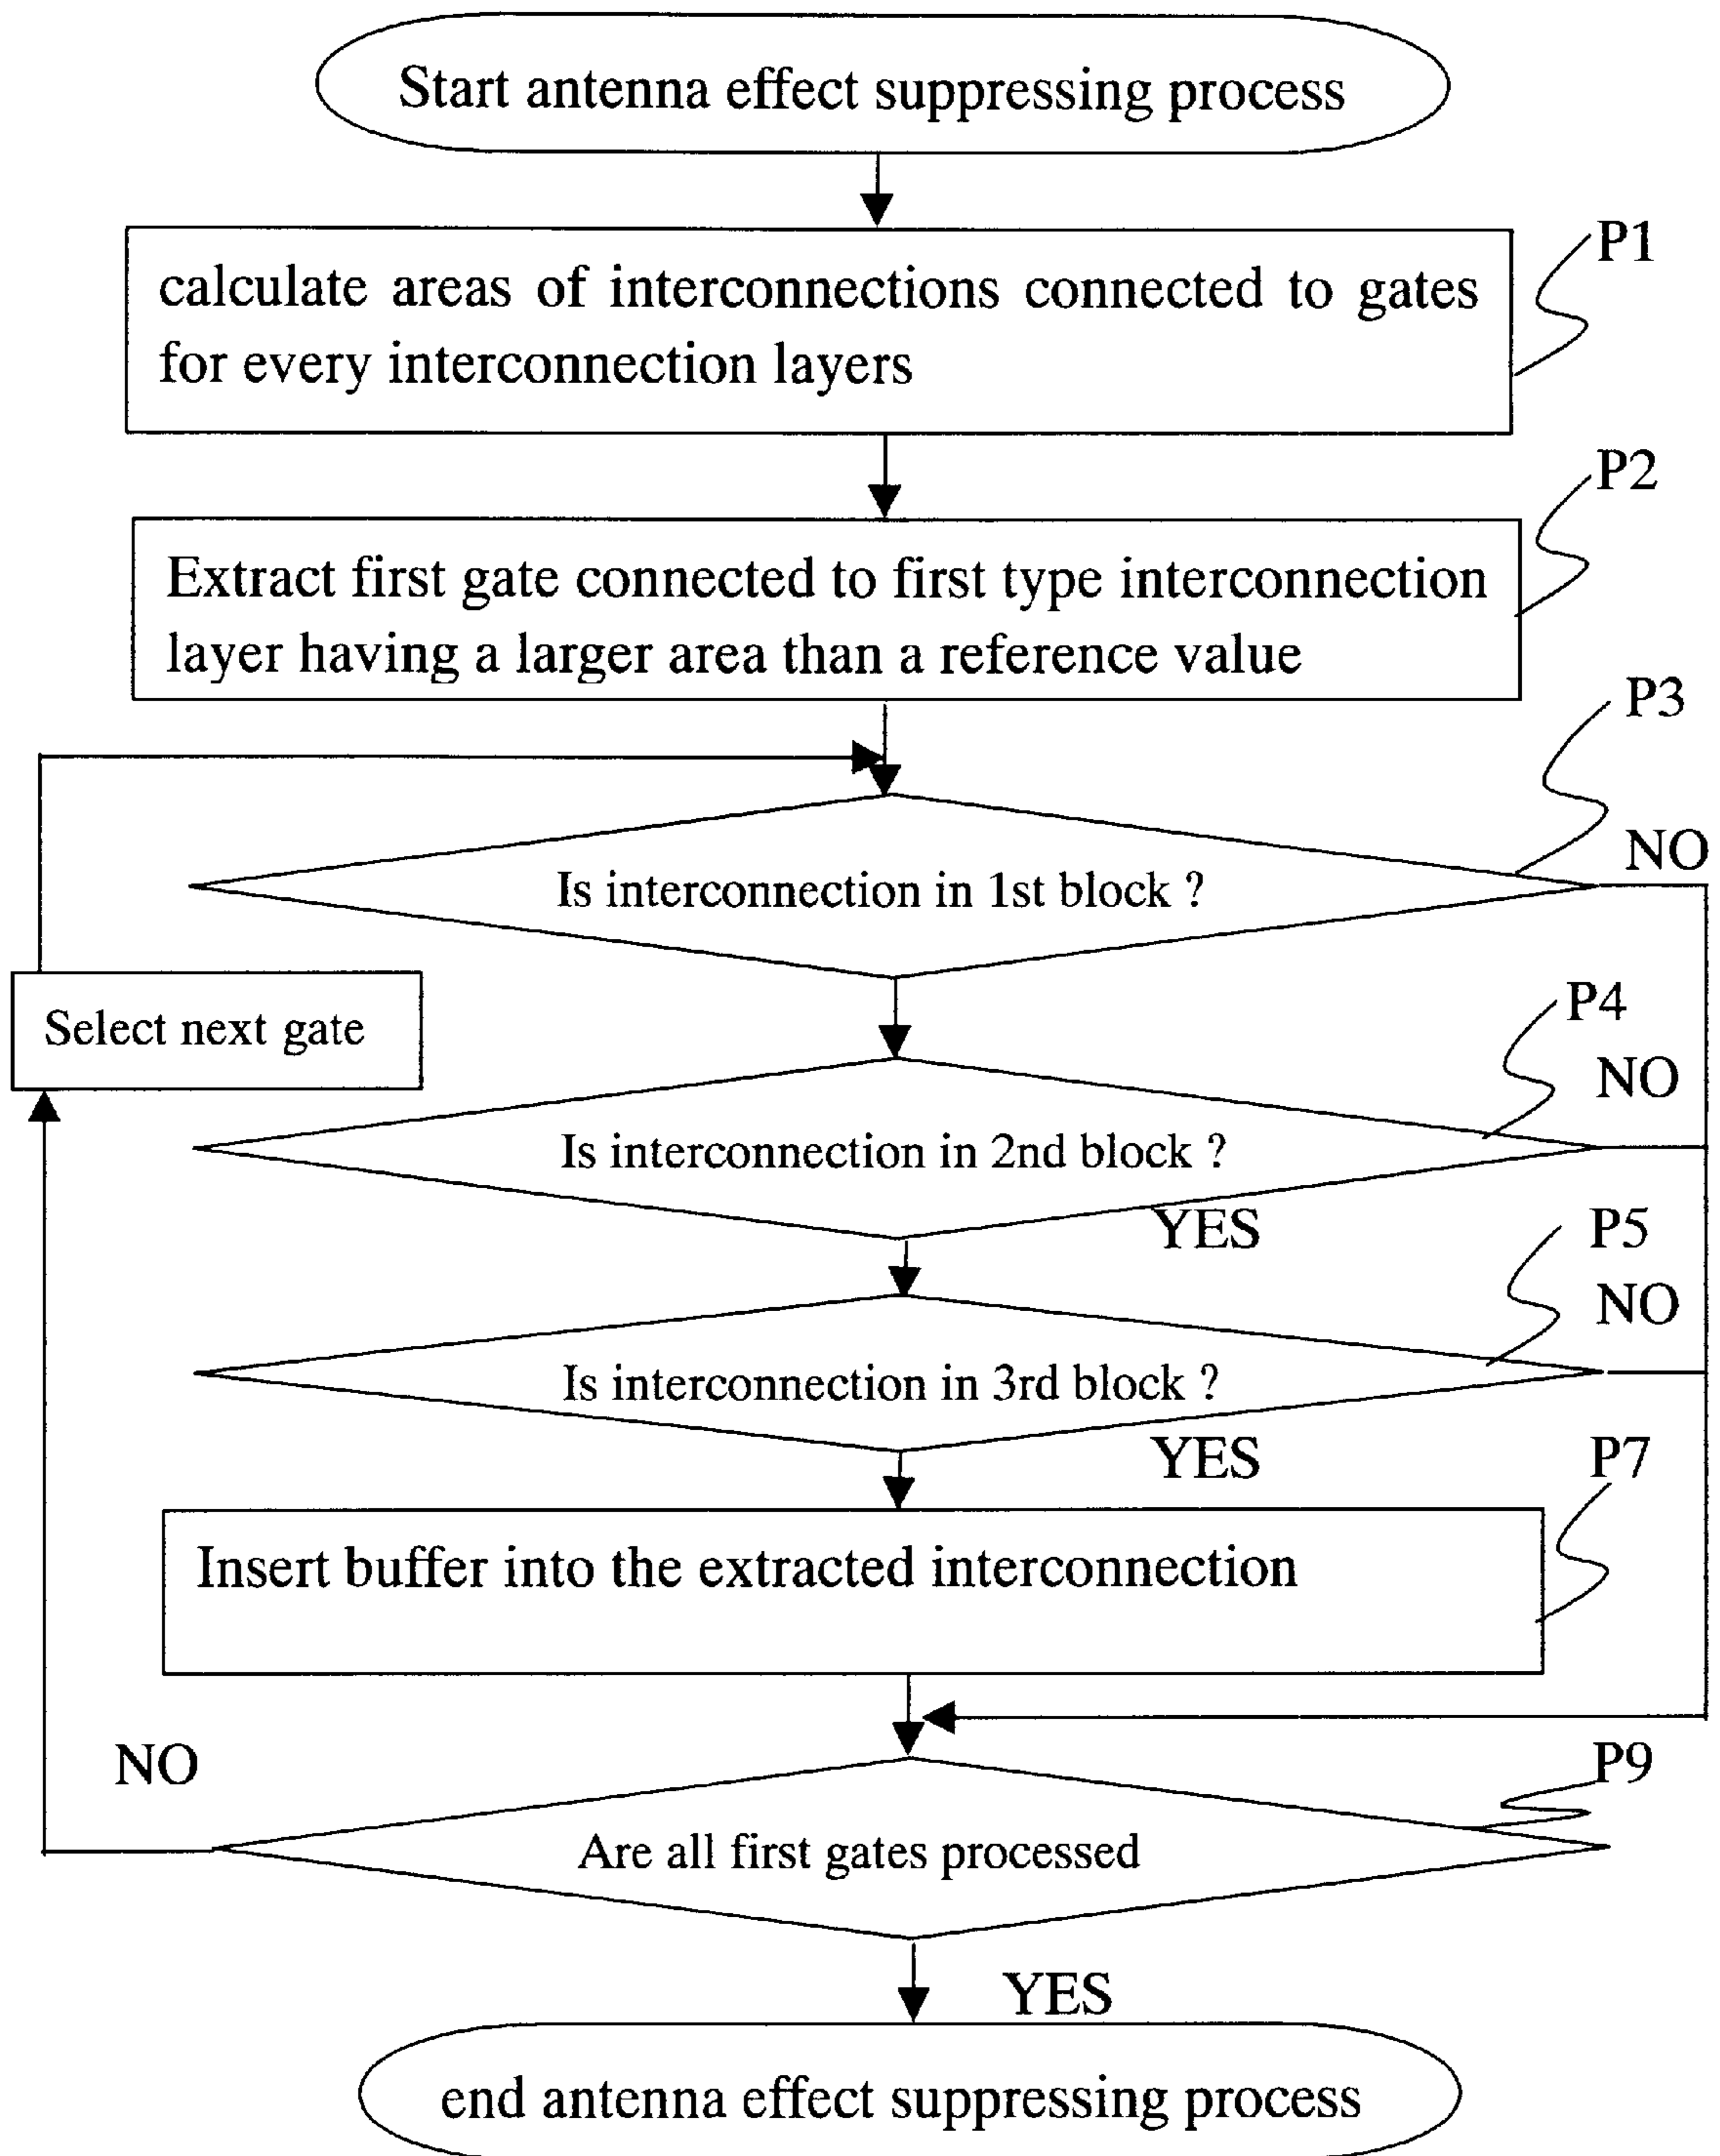 Start antenna effect suppressing process
P1
calculate areas of interconnections connected to gates
for every interconnection layers
P2
Extract first gate connected to first type interconnection
layer having a larger area than a reference value
P3
NO
Is interconnection in 1st block ?
Select next gate
P4
NO
Is interconnection in 2nd block ?
YES
P5
NO
Is interconnection in 3rd block ?
YES
P7
Insert buffer into the extracted interconnection
NO
P9
Are all first gates processed
YES
end antenna effect suppressing process